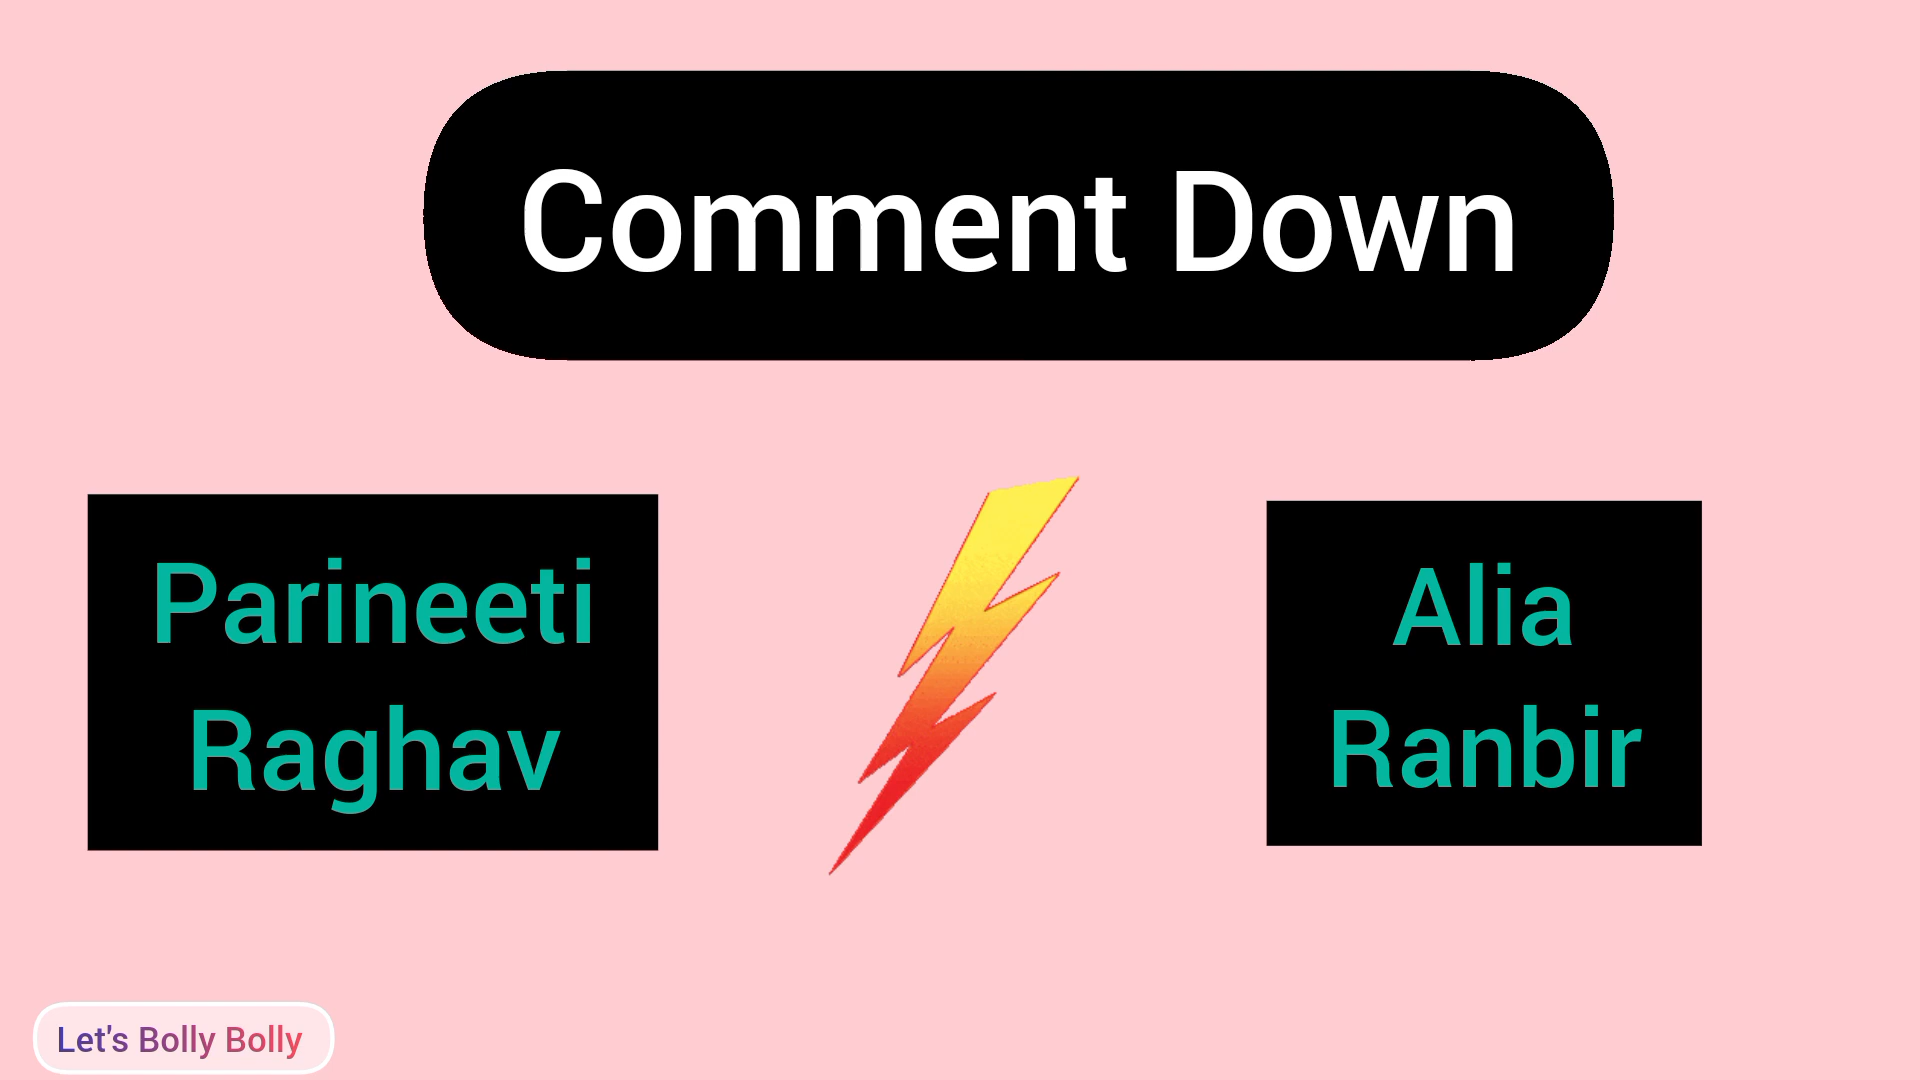 Comment Down
Parineeti
Raghav
Alia
Ranbir
Let's Bolly Bolly